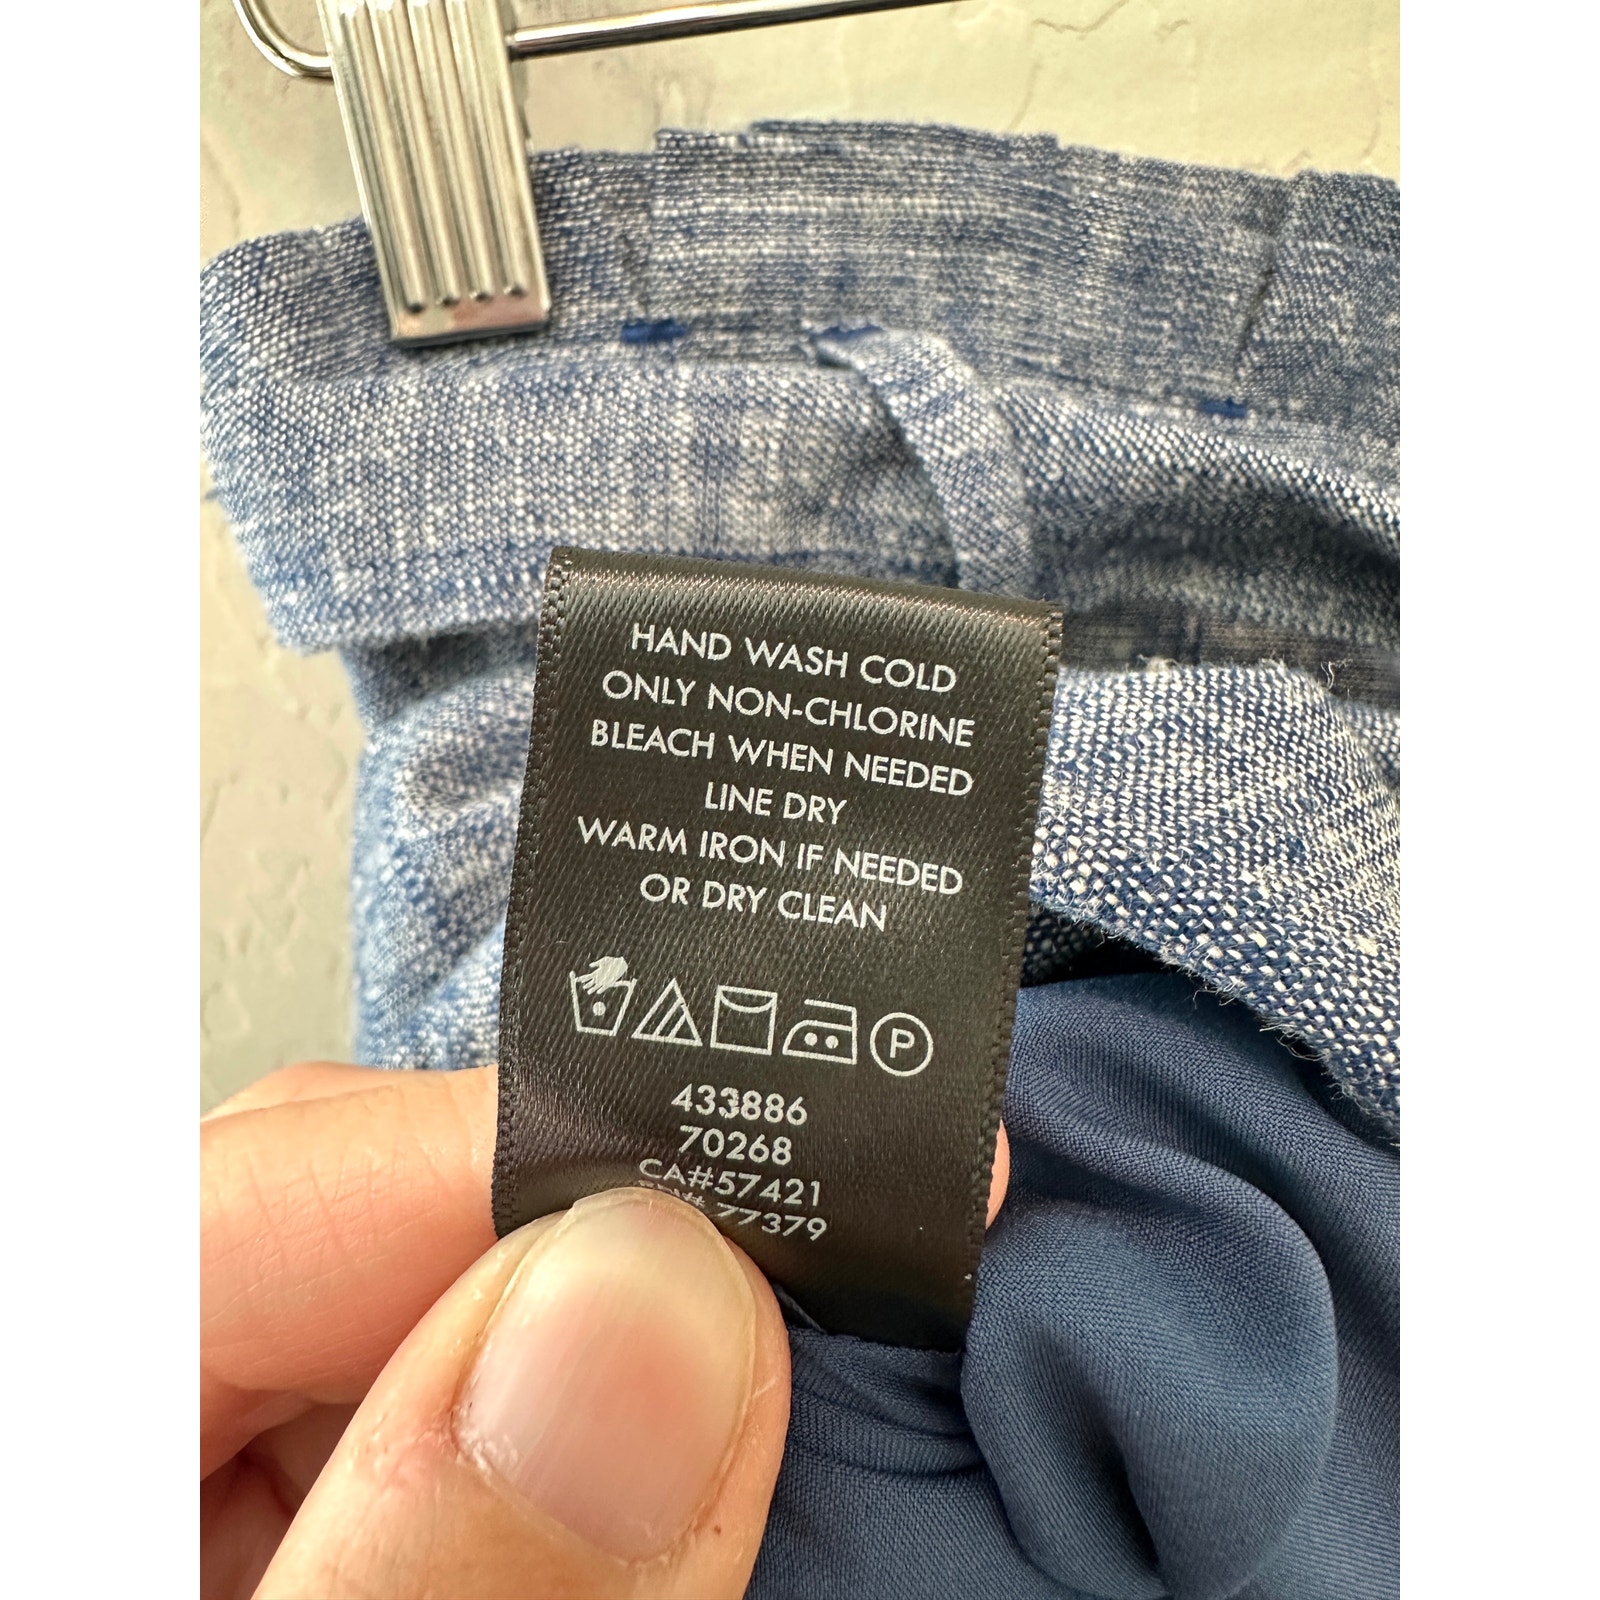 HAND WASH COLD
ONLY NON-CHLORINE
BLEACH WHEN NEEDED
LINE DRY
WARM IRON IF NEEDED
OR DRY CLEAN
P
433886
70268
CA#57421
77379